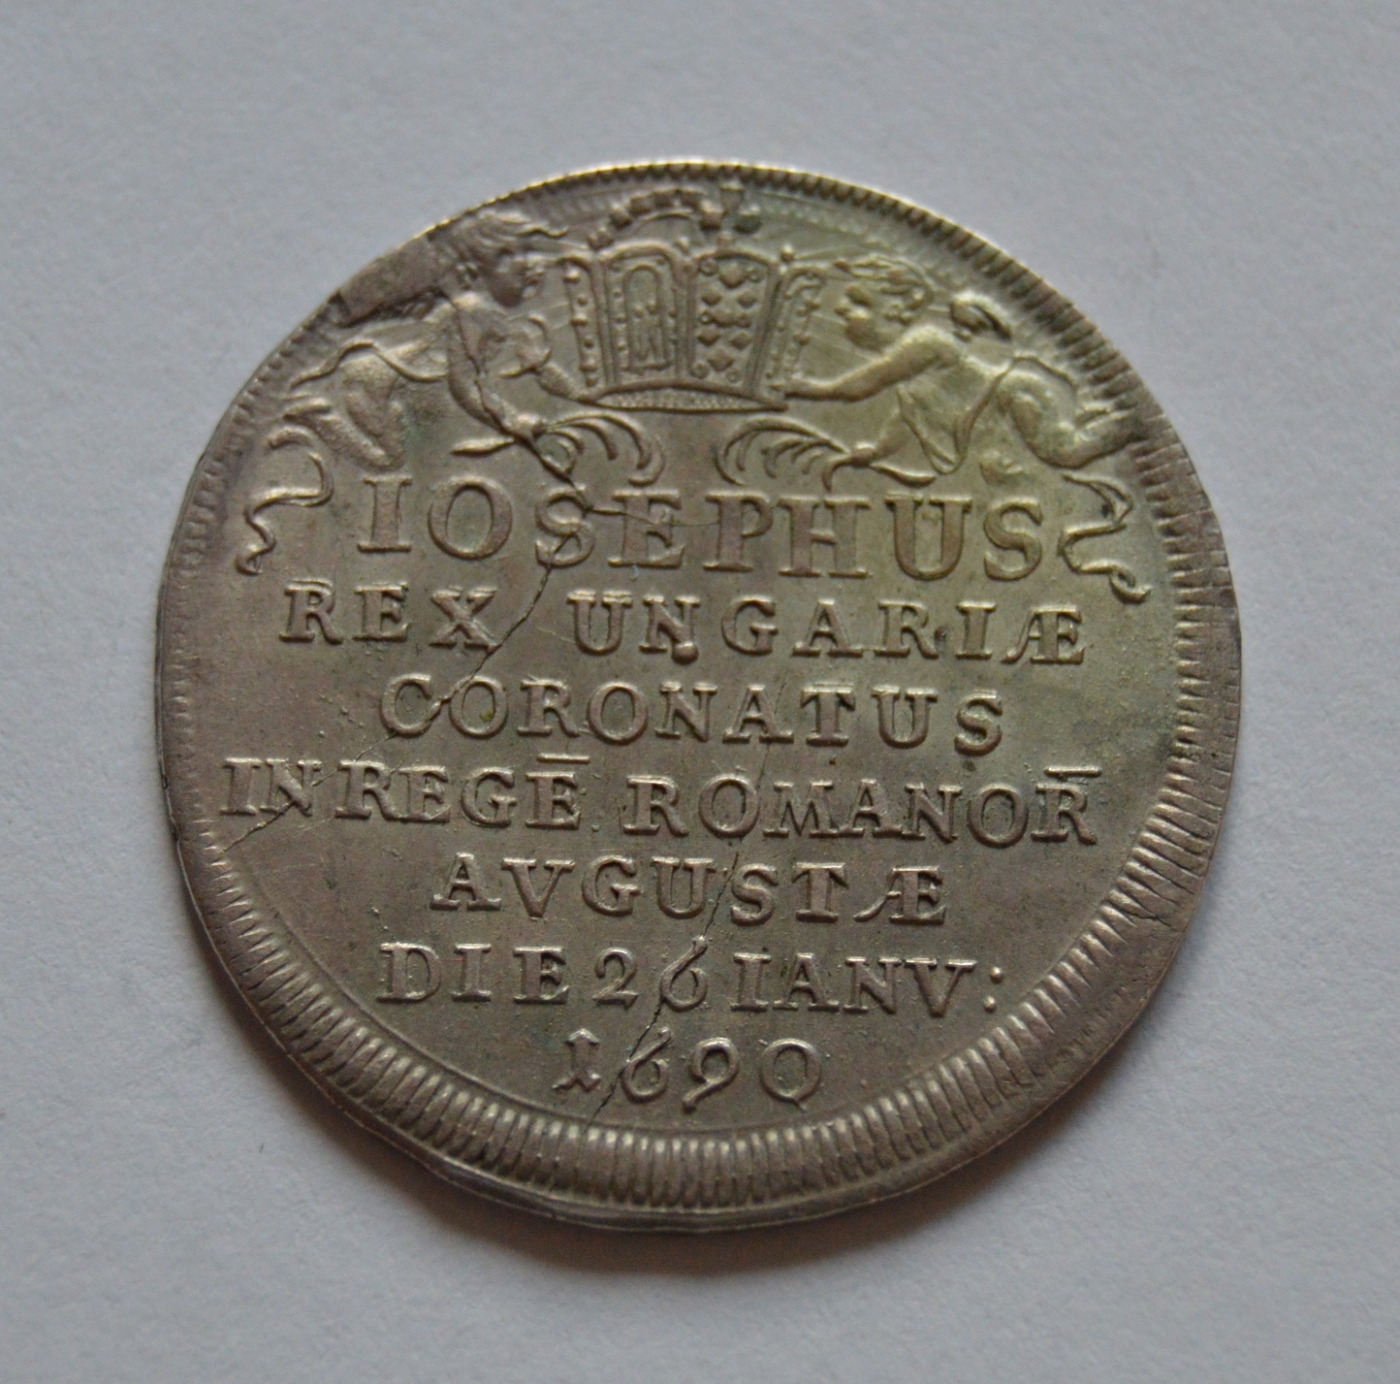 IOSEPHUS
REX UNGARIÆ
CORONATUS
IN REGĒ ROMANOR̄
AVGUSTÆ
DIE 26 IANV:
1690